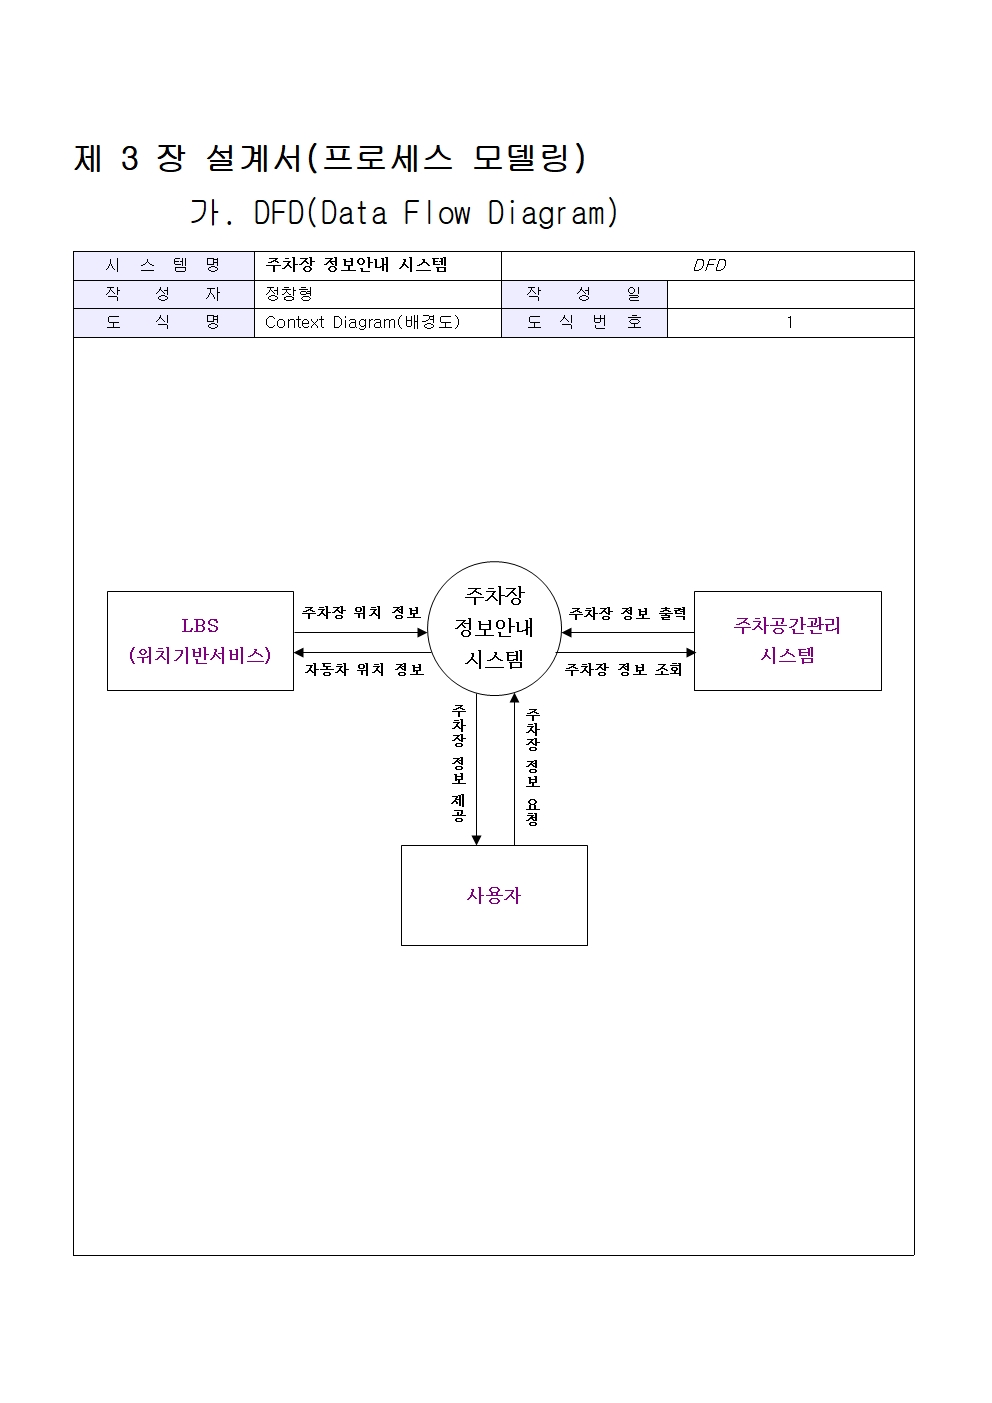 제 3 장 설계서(프로세스 모델링)
가. DFD(Data Flow Diagram)
시 스 템 명 주차장 정보안내 시스템 DFD
작 성 자 정창형 작 성 일
도 식 명 Context Diagram(배경도) 도 식 번 호 1
주차장
정보안내
시스템
LBS
(위치기반서비스)
주차장 위치 정보
자동차 위치 정보
주차장 정보 출력
주차장 정보 조회
주차공간관리
시스템
주차장 정보 제공
주차장 정보 요청
사용자